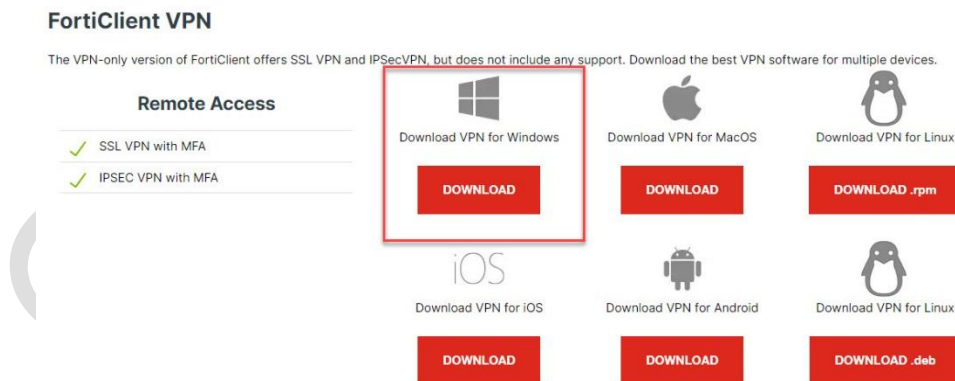 FortiClient VPN
The VPN-only version of FortiClient offers SSL VPN and IPSecVPN, but does not include any support. Download the best VPN software for multiple devices.
Remote Access
SSL VPN with MFA
IPSEC VPN with MFA
Download VPN for Windows
DOWNLOAD
Download VPN for MacOS
DOWNLOAD
Download VPN for Linux
DOWNLOAD .rpm
iOS
Download VPN for iOS
DOWNLOAD
Download VPN for Android
DOWNLOAD
Download VPN for Linux
DOWNLOAD .deb